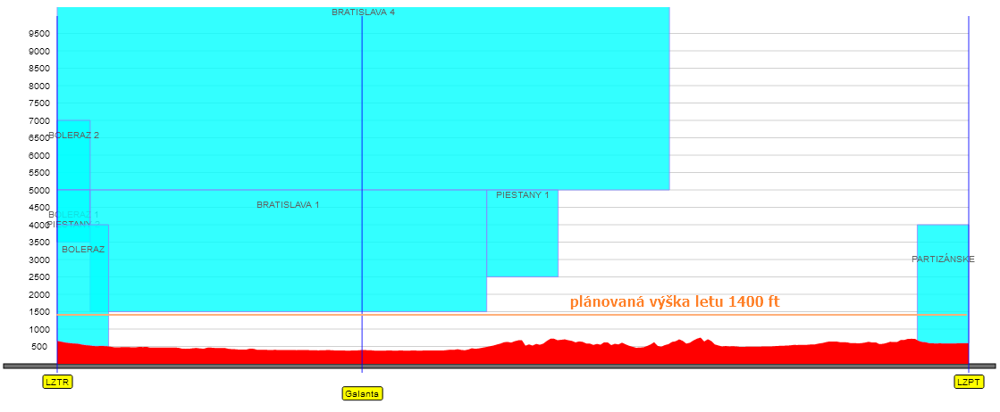 BRATISLAVA 4
9500
9000
8500
8000
7500
7000
6500
BOLERAZ 2
6000
5500
5000
PIESTANY 1
4500
BRATISLAVA 1
BOLERAZ 1
4000
PIESTANY 2
3500
BOLERAZ
3000
PARTIZÁNSKE
2500
2000
plánovaná výška letu 1400 ft
1500
1000
500
LZTR
Galanta
LZPT